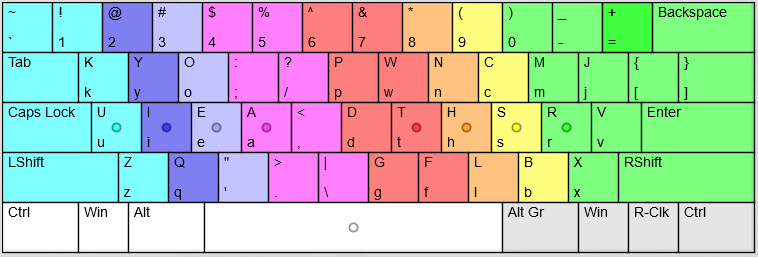 ~ ! @ # $ % ^ & * ( ) _ + Backspace
` 1 2 3 4 5 6 7 8 9 0 - =
Tab K Y O : ? P W N C M J { }
k y o ; / p w n c m j [ ]
Caps Lock U I E A < D T H S R V Enter
u i e a , d t h s r v
LShift Z Q " > | G F L B X RShift
z q ' . \ g f l b x
Ctrl Win Alt Alt Gr Win R-Clk Ctrl